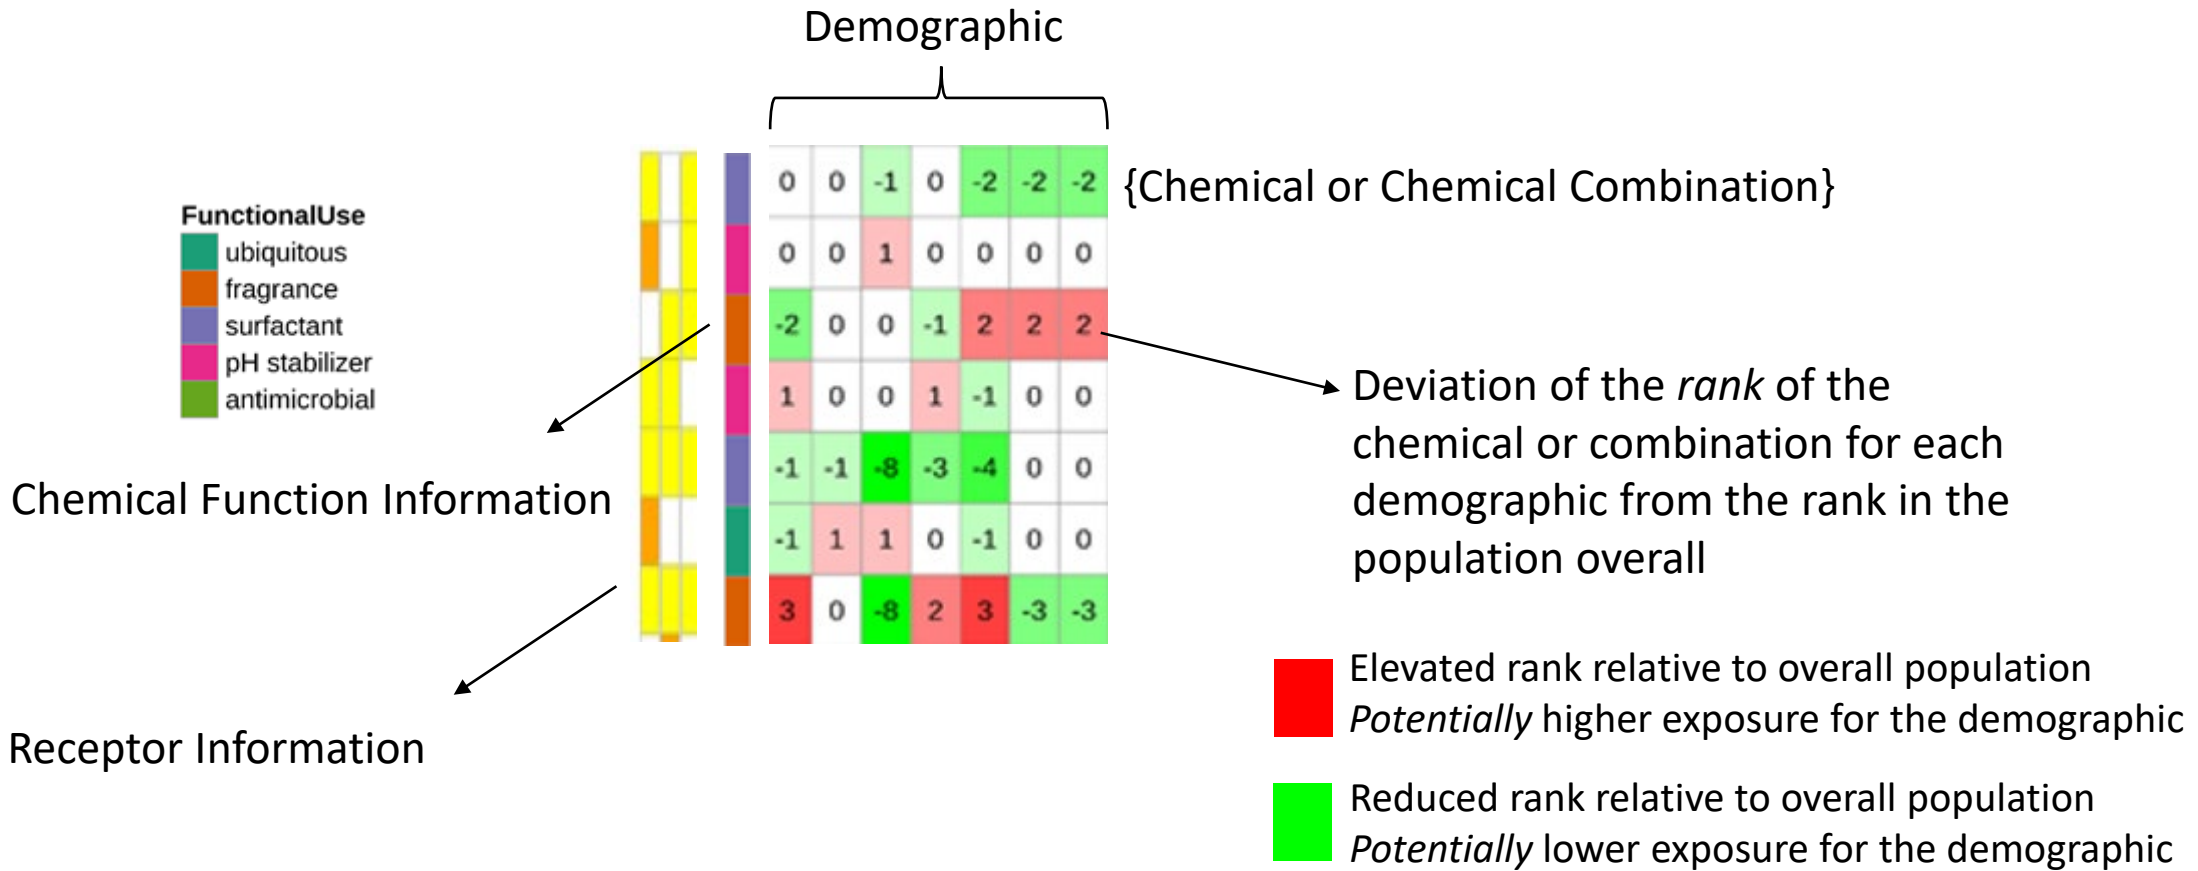 Demographic
{Chemical or Chemical Combination}
FunctionalUse
ubiquitous
fragrance
surfactant
pH stabilizer
antimicrobial
0 0 -1 0 -2 -2 -2
0 0 1 0 0 0 0
-2 0 0 -1 2 2 2
1 0 0 1 -1 0 0
-1 -1 -8 -3 -4 0 0
-1 1 1 0 -1 0 0
3 0 -8 2 3 -3 -3
Chemical Function Information
Receptor Information
Deviation of the rank of the
chemical or combination for each
demographic from the rank in the
population overall
Elevated rank relative to overall population
Potentially higher exposure for the demographic
Reduced rank relative to overall population
Potentially lower exposure for the demographic